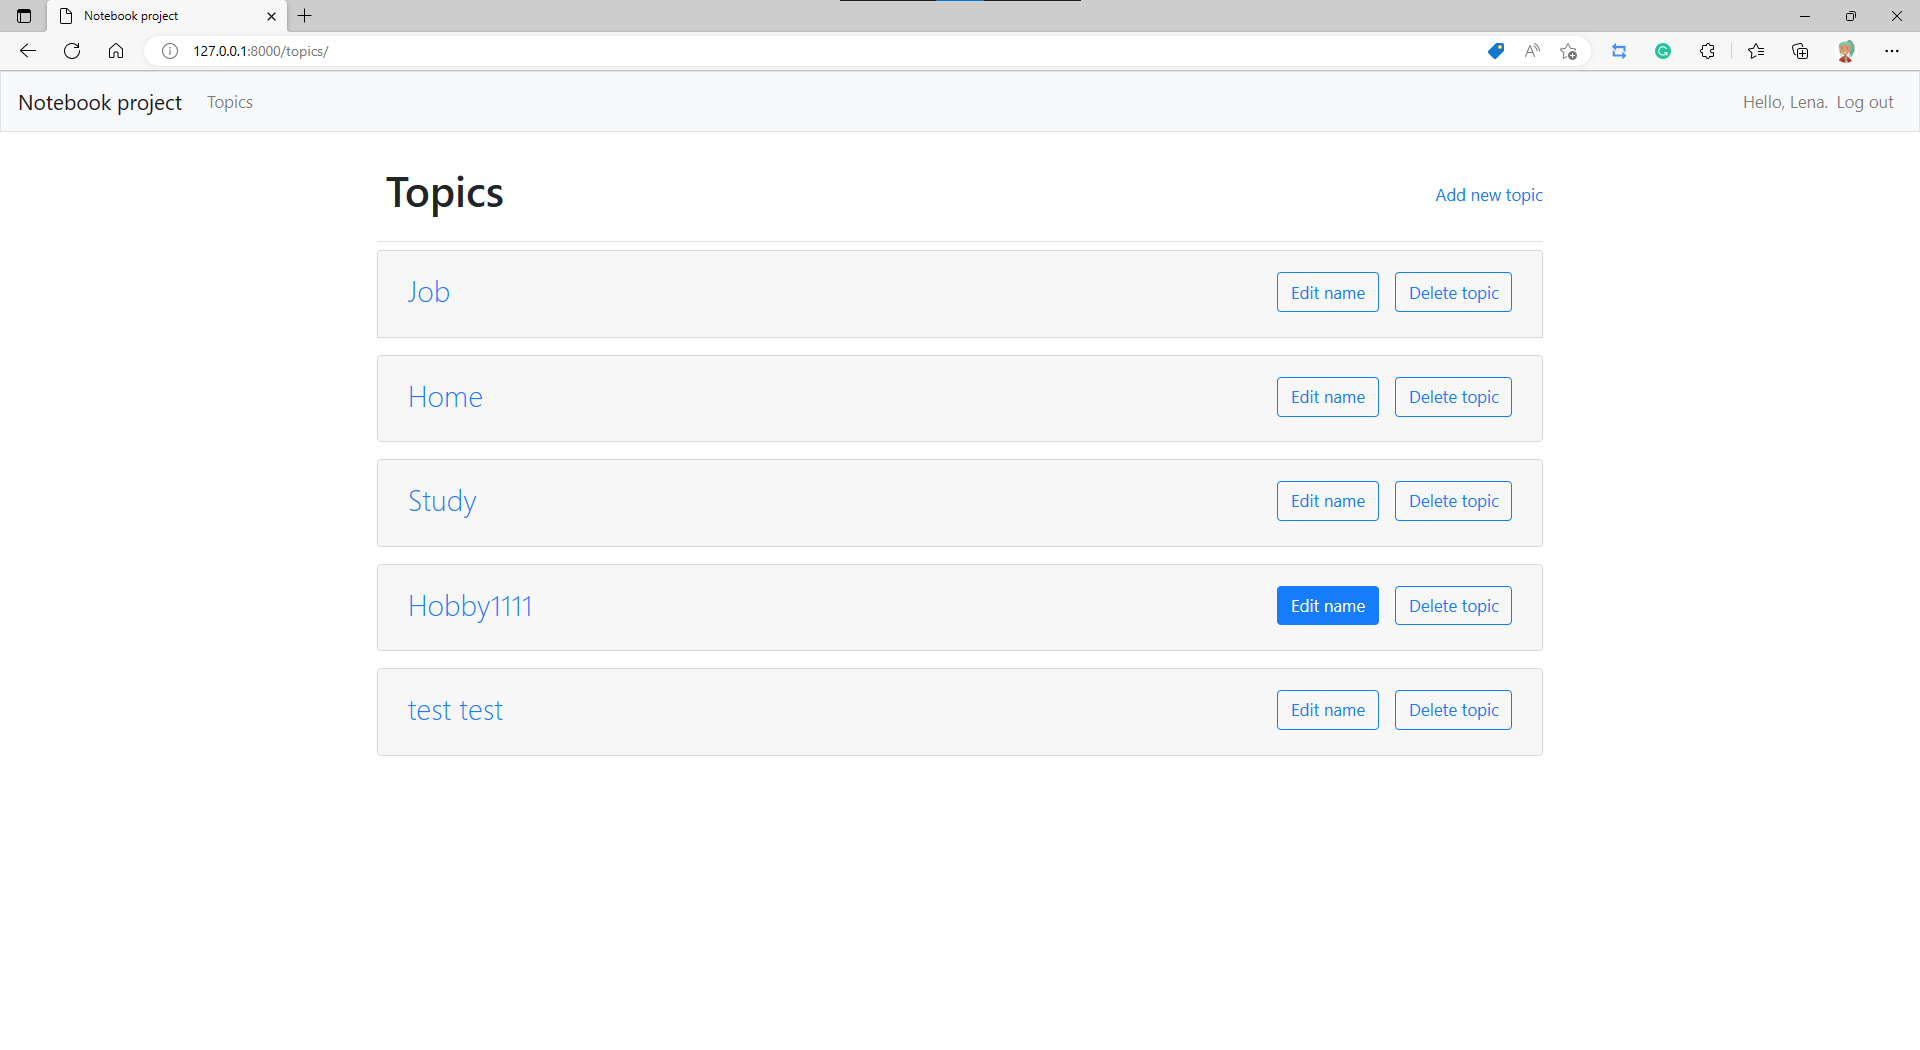 Notebook project
127.0.0.1:8000/topics/
Notebook project Topics Hello, Lena. Log out
Topics Add new topic
Job Edit name Delete topic
Home Edit name Delete topic
Study Edit name Delete topic
Hobby1111 Edit name Delete topic
test test Edit name Delete topic